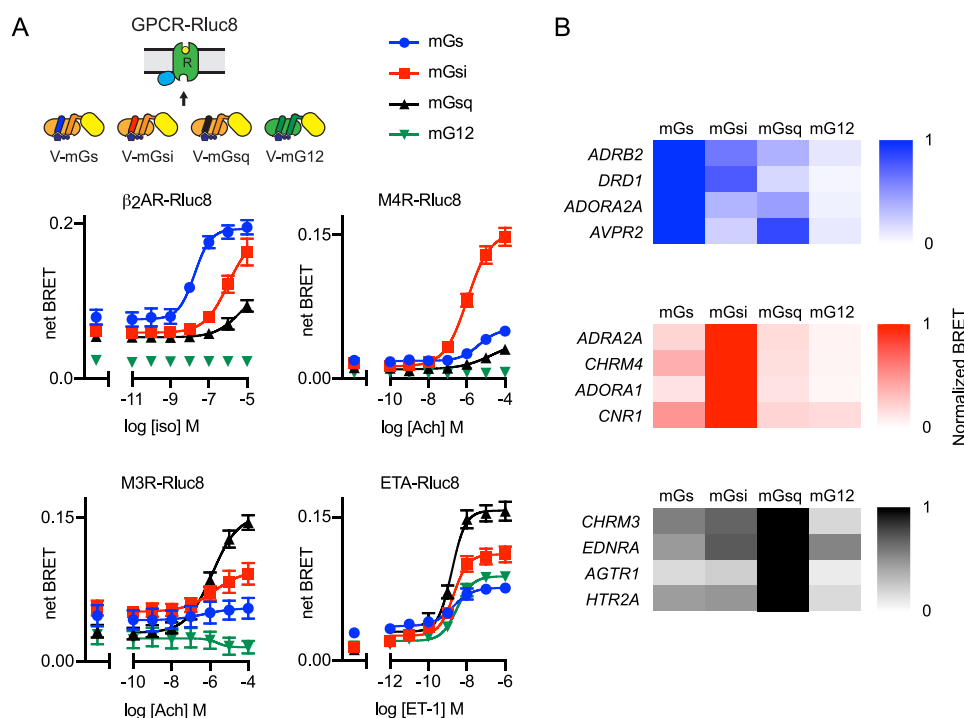 A
GPCR-Rluc8
R
V-mGs V-mGsi V-mGsq V-mG12
mGs
mGsi
mGsq
mG12
β2AR-Rluc8
0.2
0.0
net BRET
-11 -9 -7 -5
log [iso] M
M4R-Rluc8
0.15
0.00
net BRET
-10 -8 -6 -4
log [Ach] M
M3R-Rluc8
0.15
0.00
net BRET
-10 -8 -6 -4
log [Ach] M
ETA-Rluc8
0.15
0.00
net BRET
-12 -10 -8 -6
log [ET-1] M
B
mGs mGsi mGsq mG12
ADRB2
DRD1
ADORA2A
AVPR2
1
0
mGs mGsi mGsq mG12
ADRA2A
CHRM4
ADORA1
CNR1
1
0
Normalized BRET
mGs mGsi mGsq mG12
CHRM3
EDNRA
AGTR1
HTR2A
1
0